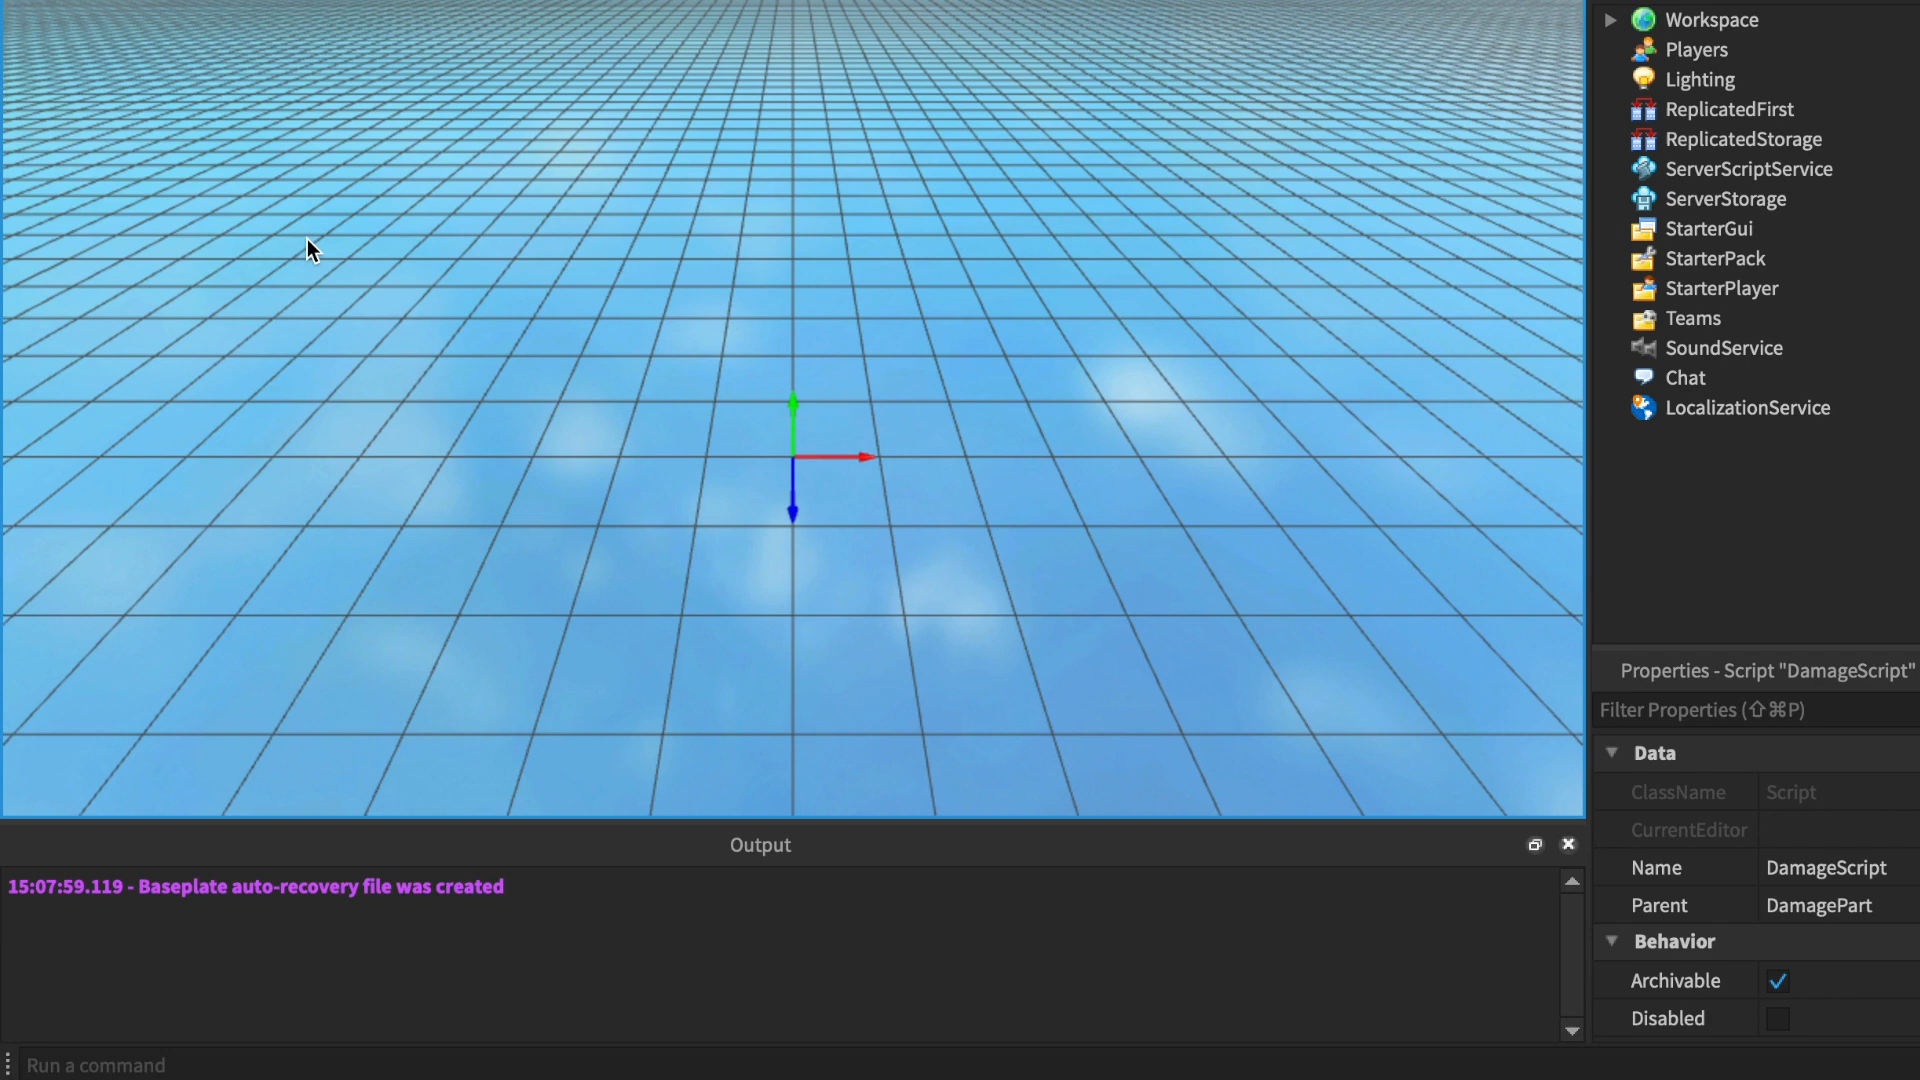 Workspace
Players
Lighting
ReplicatedFirst
ReplicatedStorage
ServerScriptService
ServerStorage
StarterGui
StarterPack
StarterPlayer
Teams
SoundService
Chat
LocalizationService
Properties - Script "DamageScript"
Filter Properties (⇧⌘P)
Data
ClassName Script
CurrentEditor
Name DamageScript
Parent DamagePart
Behavior
Archivable
Disabled
Output
15:07:59.119 - Baseplate auto-recovery file was created
Run a command